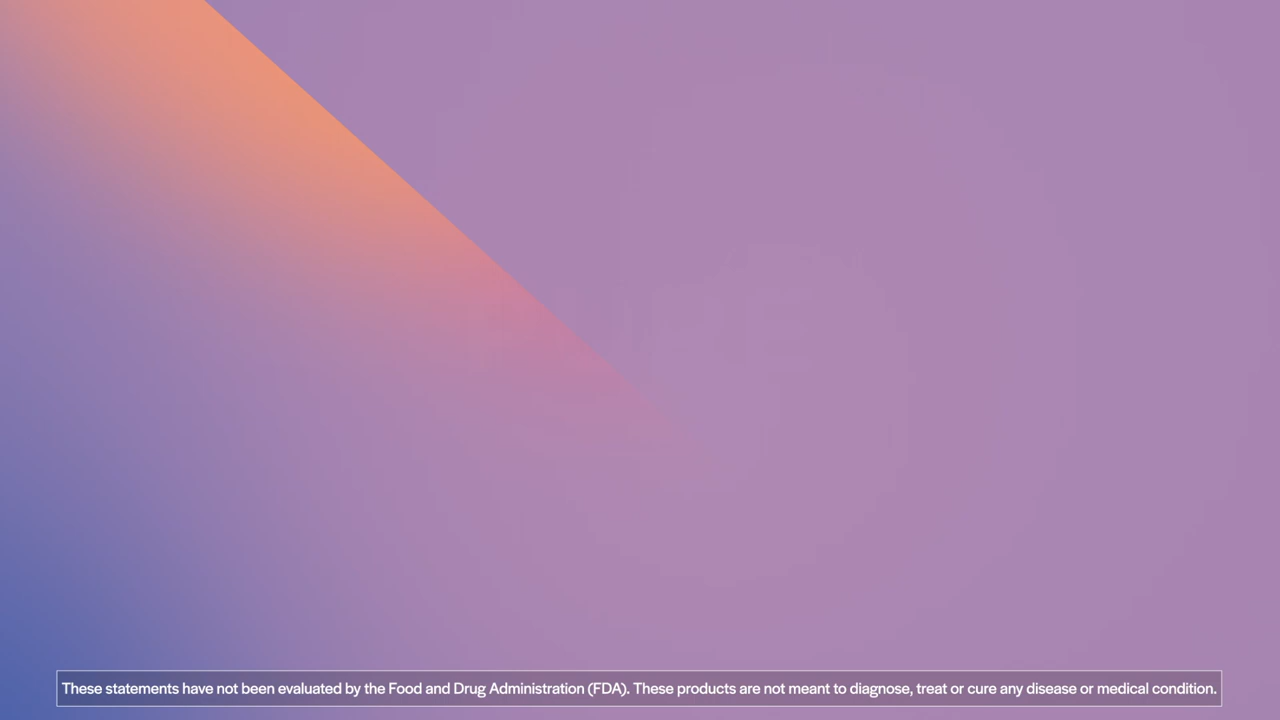 These statements have not been evaluated by the Food and Drug Administration (FDA). These products are not meant to diagnose, treat or cure any disease or medical condition.